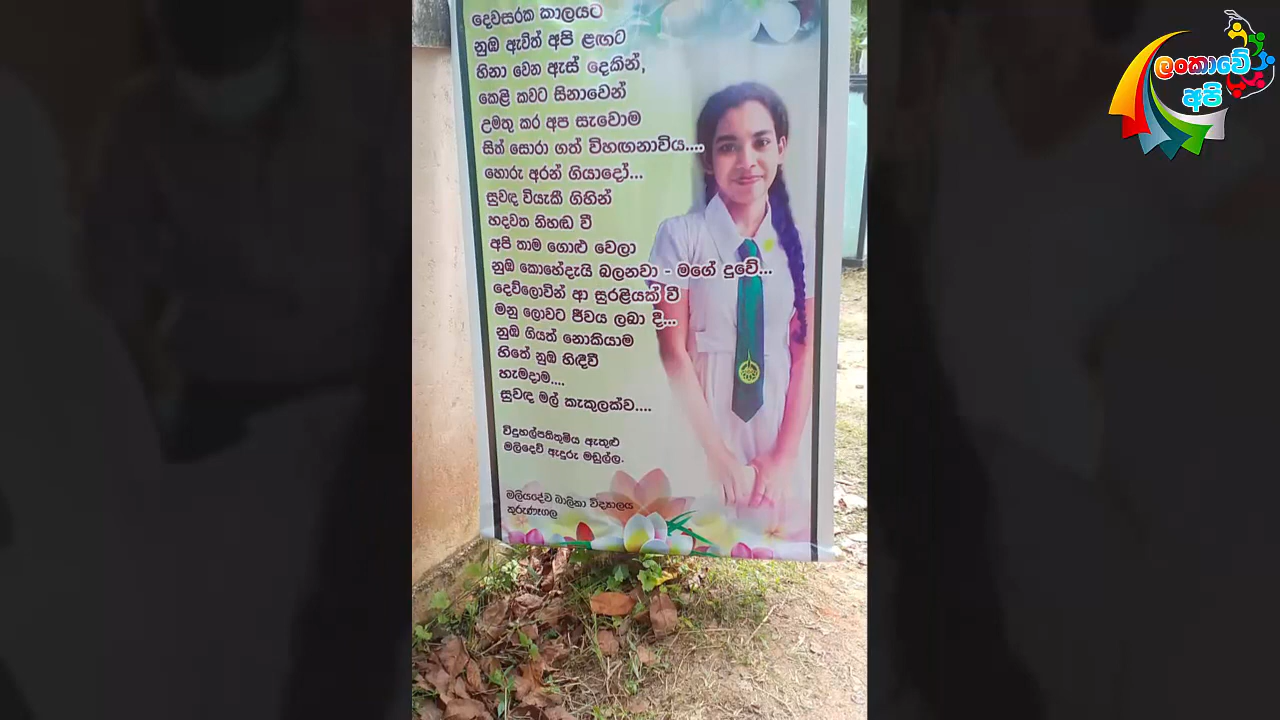 දෙවසරක කාලයට
නුඹ ඇවිත් අපි ළඟට
හිනා වෙන ඇස් දෙකින්,
කෙළි කවට සිනාවෙන්
උමතු කර අප සැවොම
සිත් සොරා ගත් විහඟනාවිය....
හොරු අරන් ගියාදෝ...
සුවඳ වියැකී ගිහින්
හදවත නිහඬ වී
අපි තාම ගොළු වෙලා
නුඹ කොහේදැයි බලනවා - මගේ දුවේ...
දෙව්ලොවින් ආ සුරළියක් වී
මනු ලොවට ජීවය ලබා දී...
නුඹ ගියත් නොකියාම
හිතේ නුඹ හිඳීවී
හැමදාම....
සුවඳ මල් කැකුලක්ව....
විදුහල්පතිතුමිය ඇතුළු
මලිදෙව් ඇදුරු මඩුල්ල.
මලියදේව බාලිකා විද්‍යාලය
කුරුණෑගල
ලංකාවේ
අපි